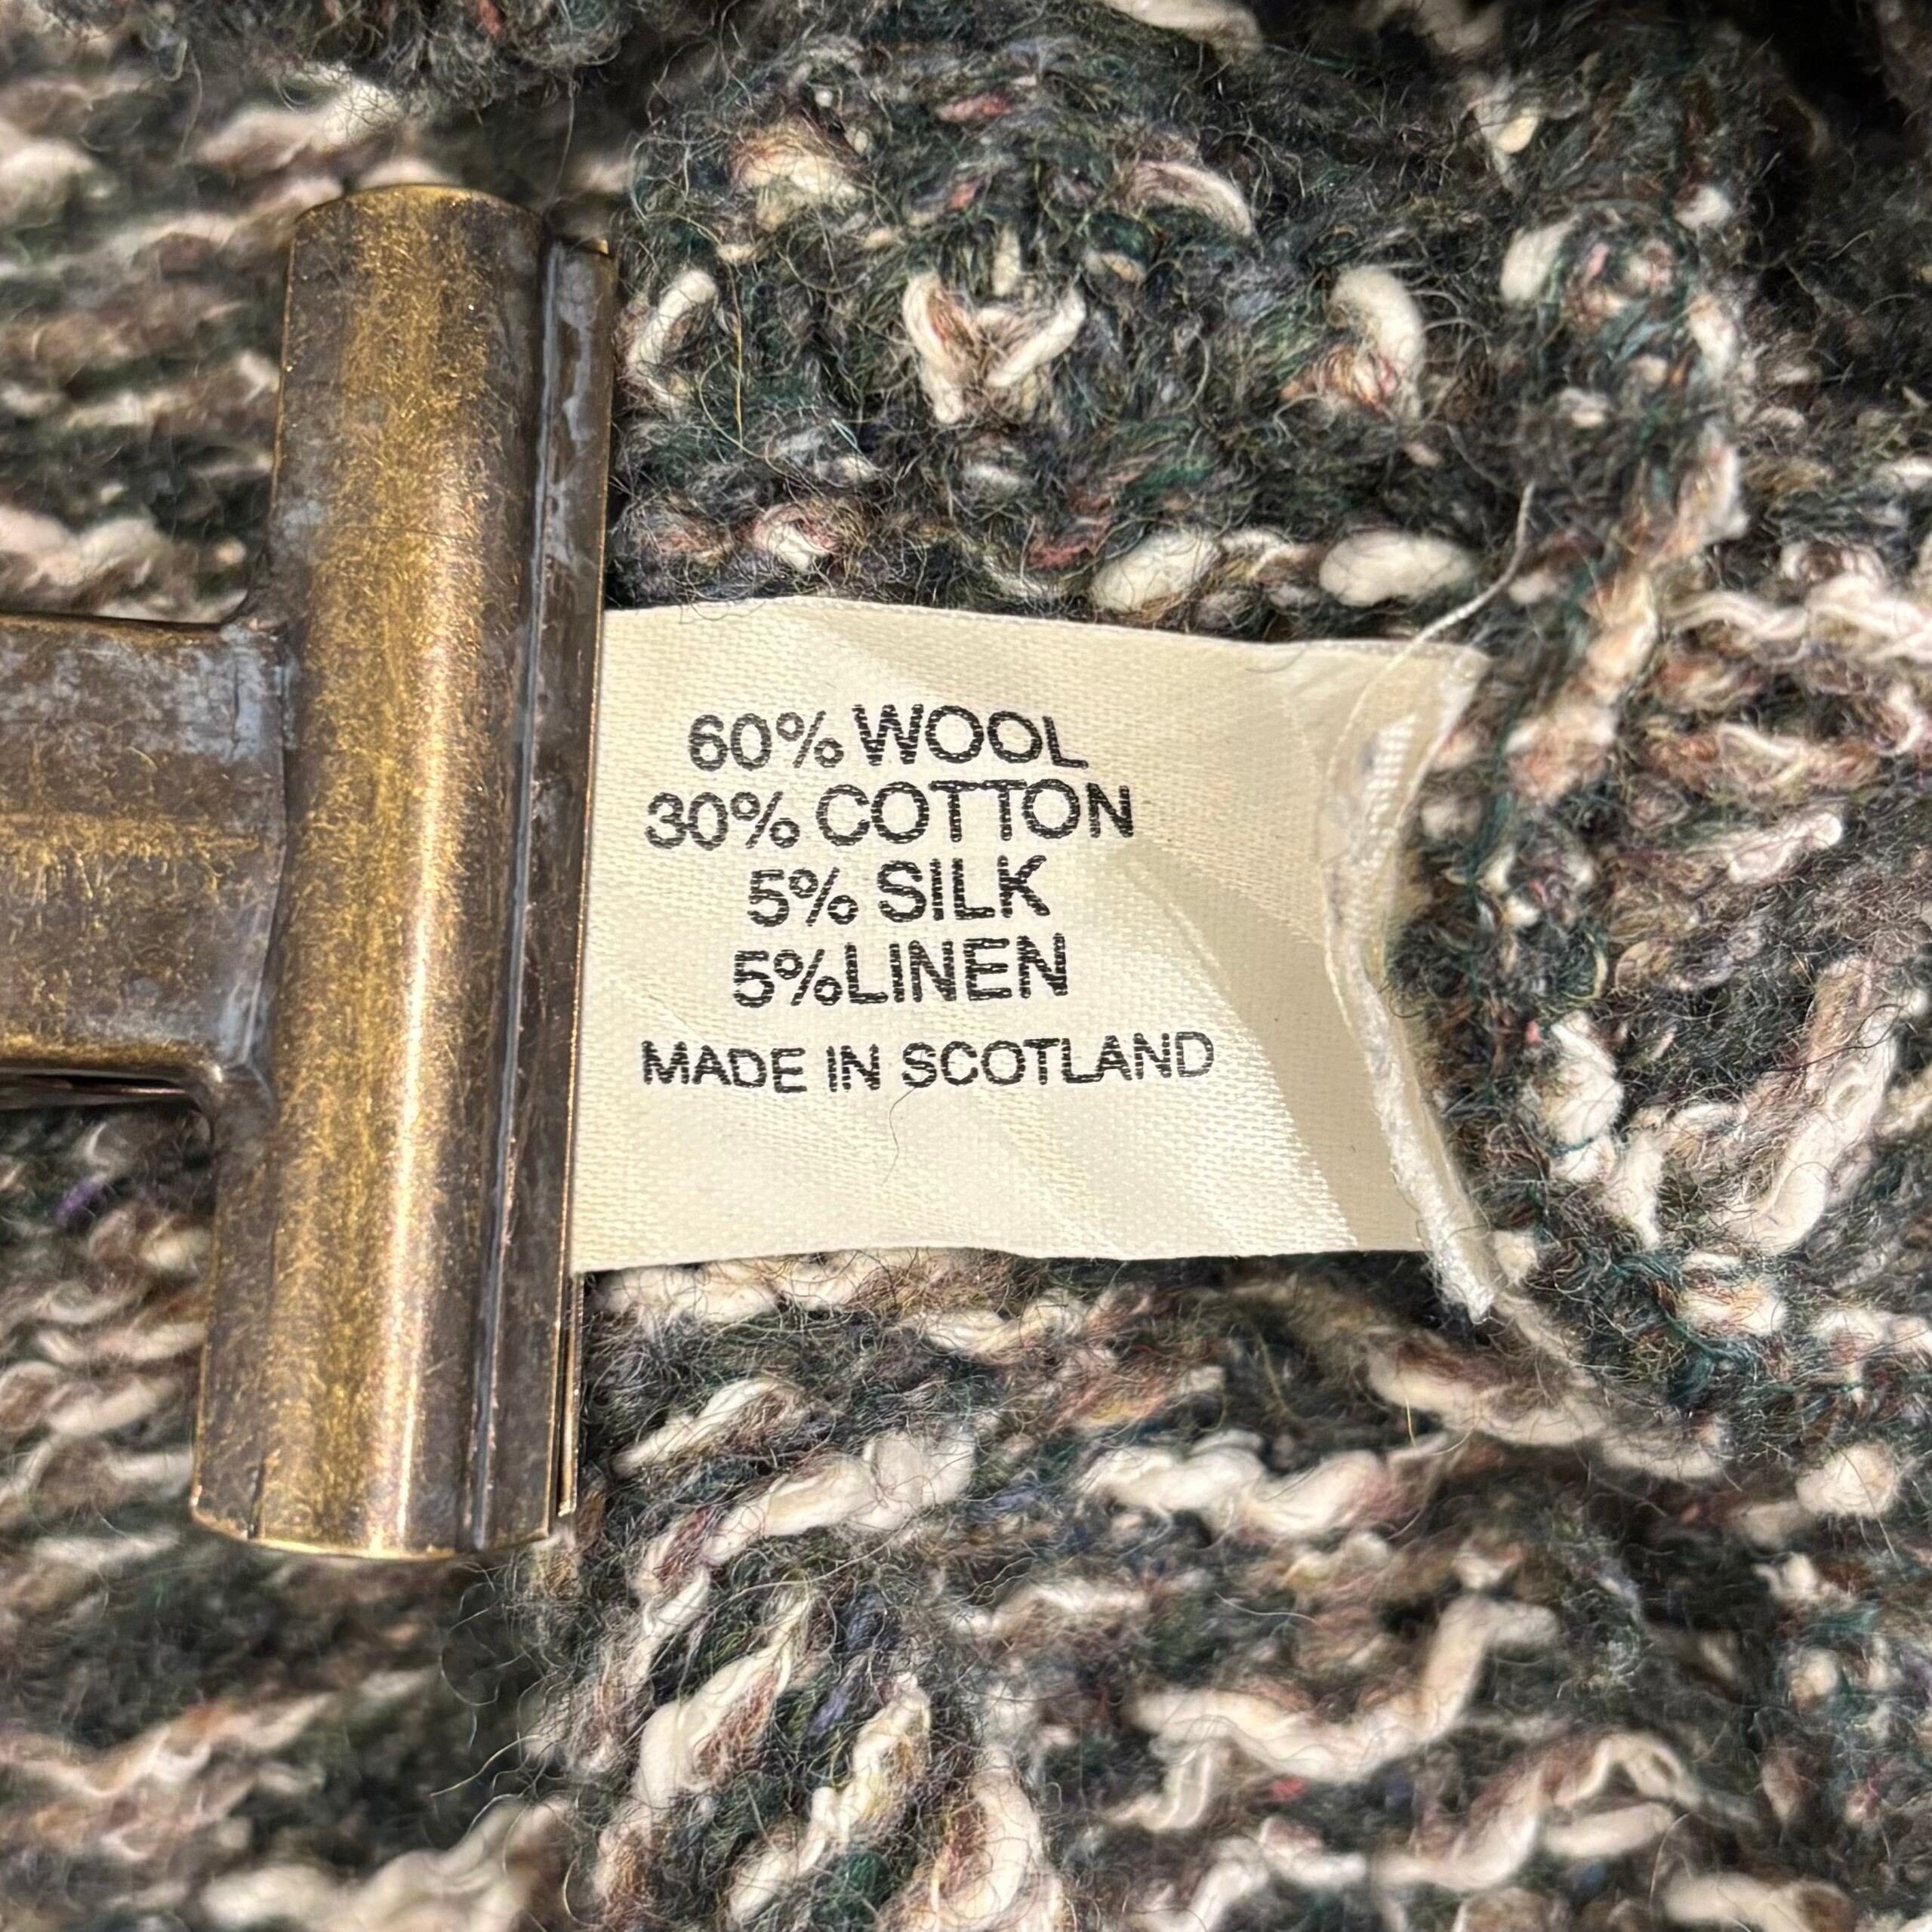 60% WOOL
30% COTTON
5% SILK
5%LINEN
MADE IN SCOTLAND